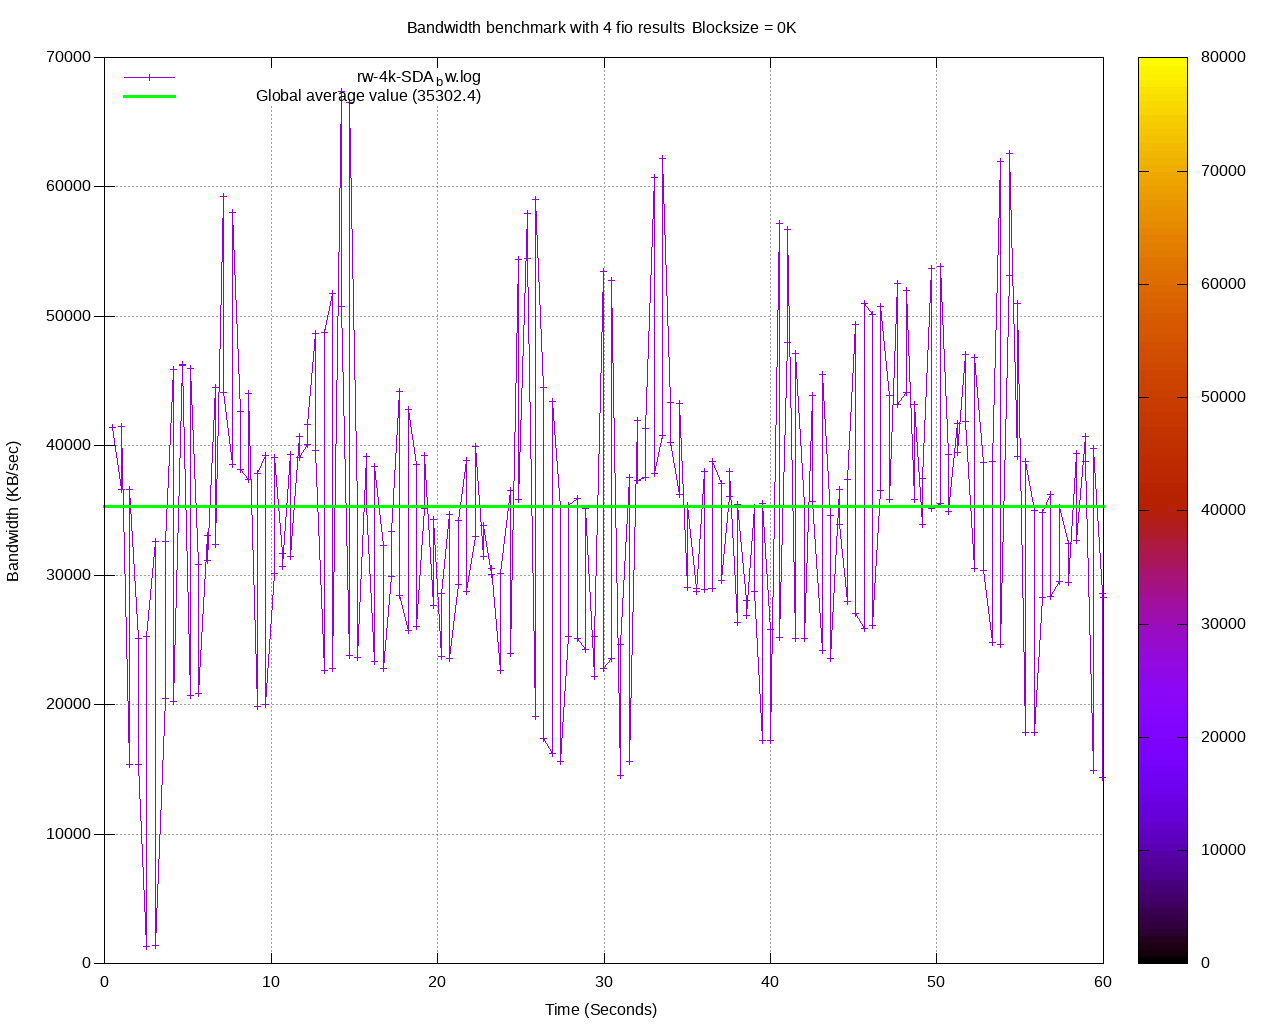 Bandwidth benchmark with 4 fio results Blocksize = 0K
rw-4k-SDA_bw.log
Global average value (35302.4)
Bandwidth (KB/sec)
70000
60000
50000
40000
30000
20000
10000
0
0 10 20 30 40 50 60
Time (Seconds)
80000
70000
60000
50000
40000
30000
20000
10000
0